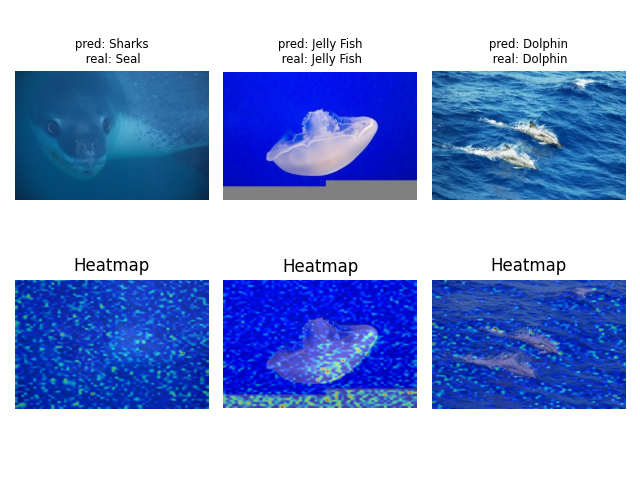 pred: Sharks
real: Seal
pred: Jelly Fish
real: Jelly Fish
pred: Dolphin
real: Dolphin
Heatmap
Heatmap
Heatmap